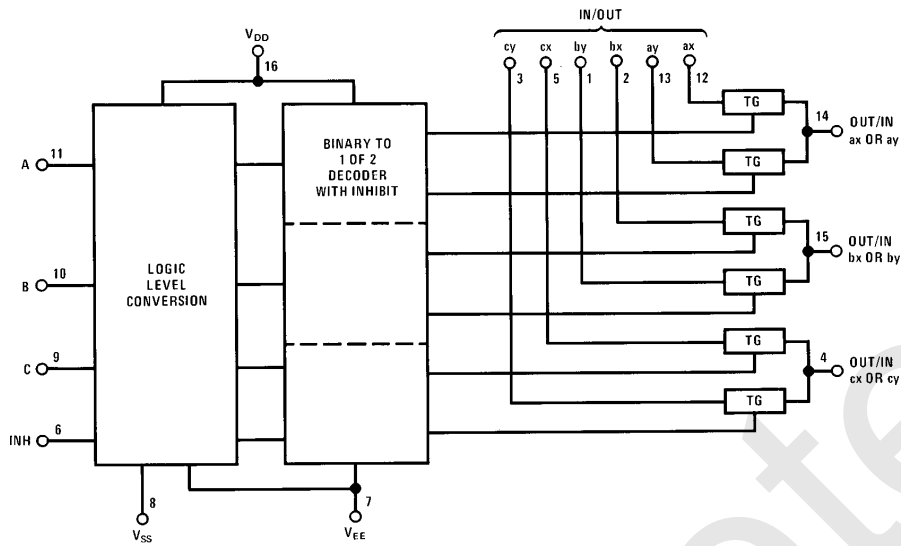 IN/OUT
cy cx by bx ay ax
3 5 1 2 13 12
V_DD
16
TG
14 OUT/IN
ax OR ay
TG
11
A
BINARY TO
1 OF 2
DECODER
WITH INHIBIT
TG
15 OUT/IN
bx OR by
TG
10
B
LOGIC
LEVEL
CONVERSION
TG
4 OUT/IN
cx OR cy
TG
9
C
6
INH
8
V_SS
7
V_EE